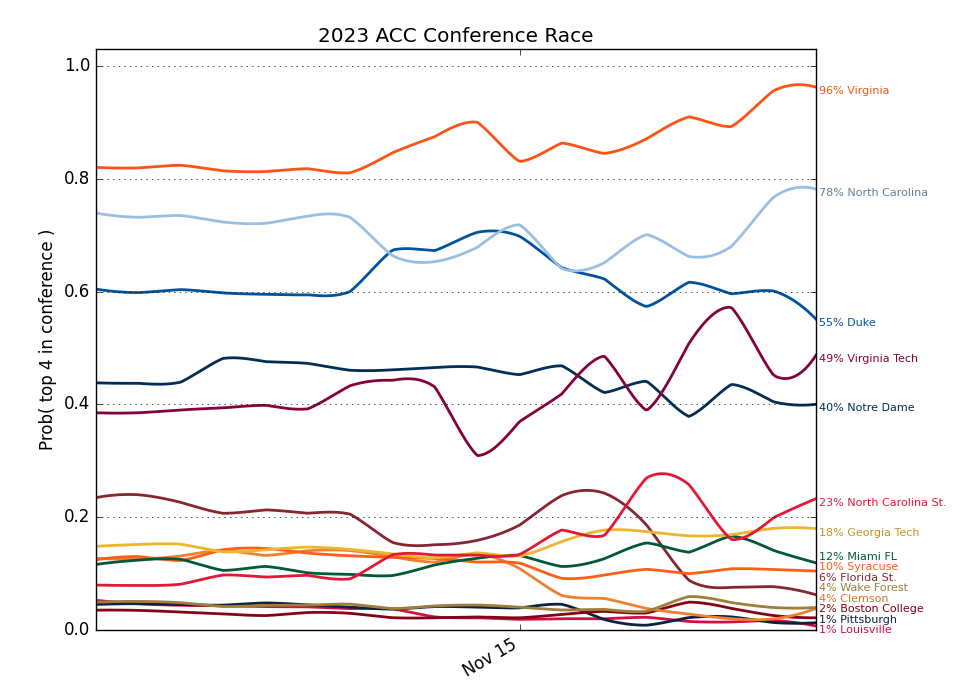 2023 ACC Conference Race
Prob( top 4 in conference )
1.0
0.8
0.6
0.4
0.2
0.0
Nov 15
96% Virginia
78% North Carolina
55% Duke
49% Virginia Tech
40% Notre Dame
23% North Carolina St.
18% Georgia Tech
12% Miami FL
10% Syracuse
6% Florida St.
4% Wake Forest
4% Clemson
2% Boston College
1% Pittsburgh
1% Louisville